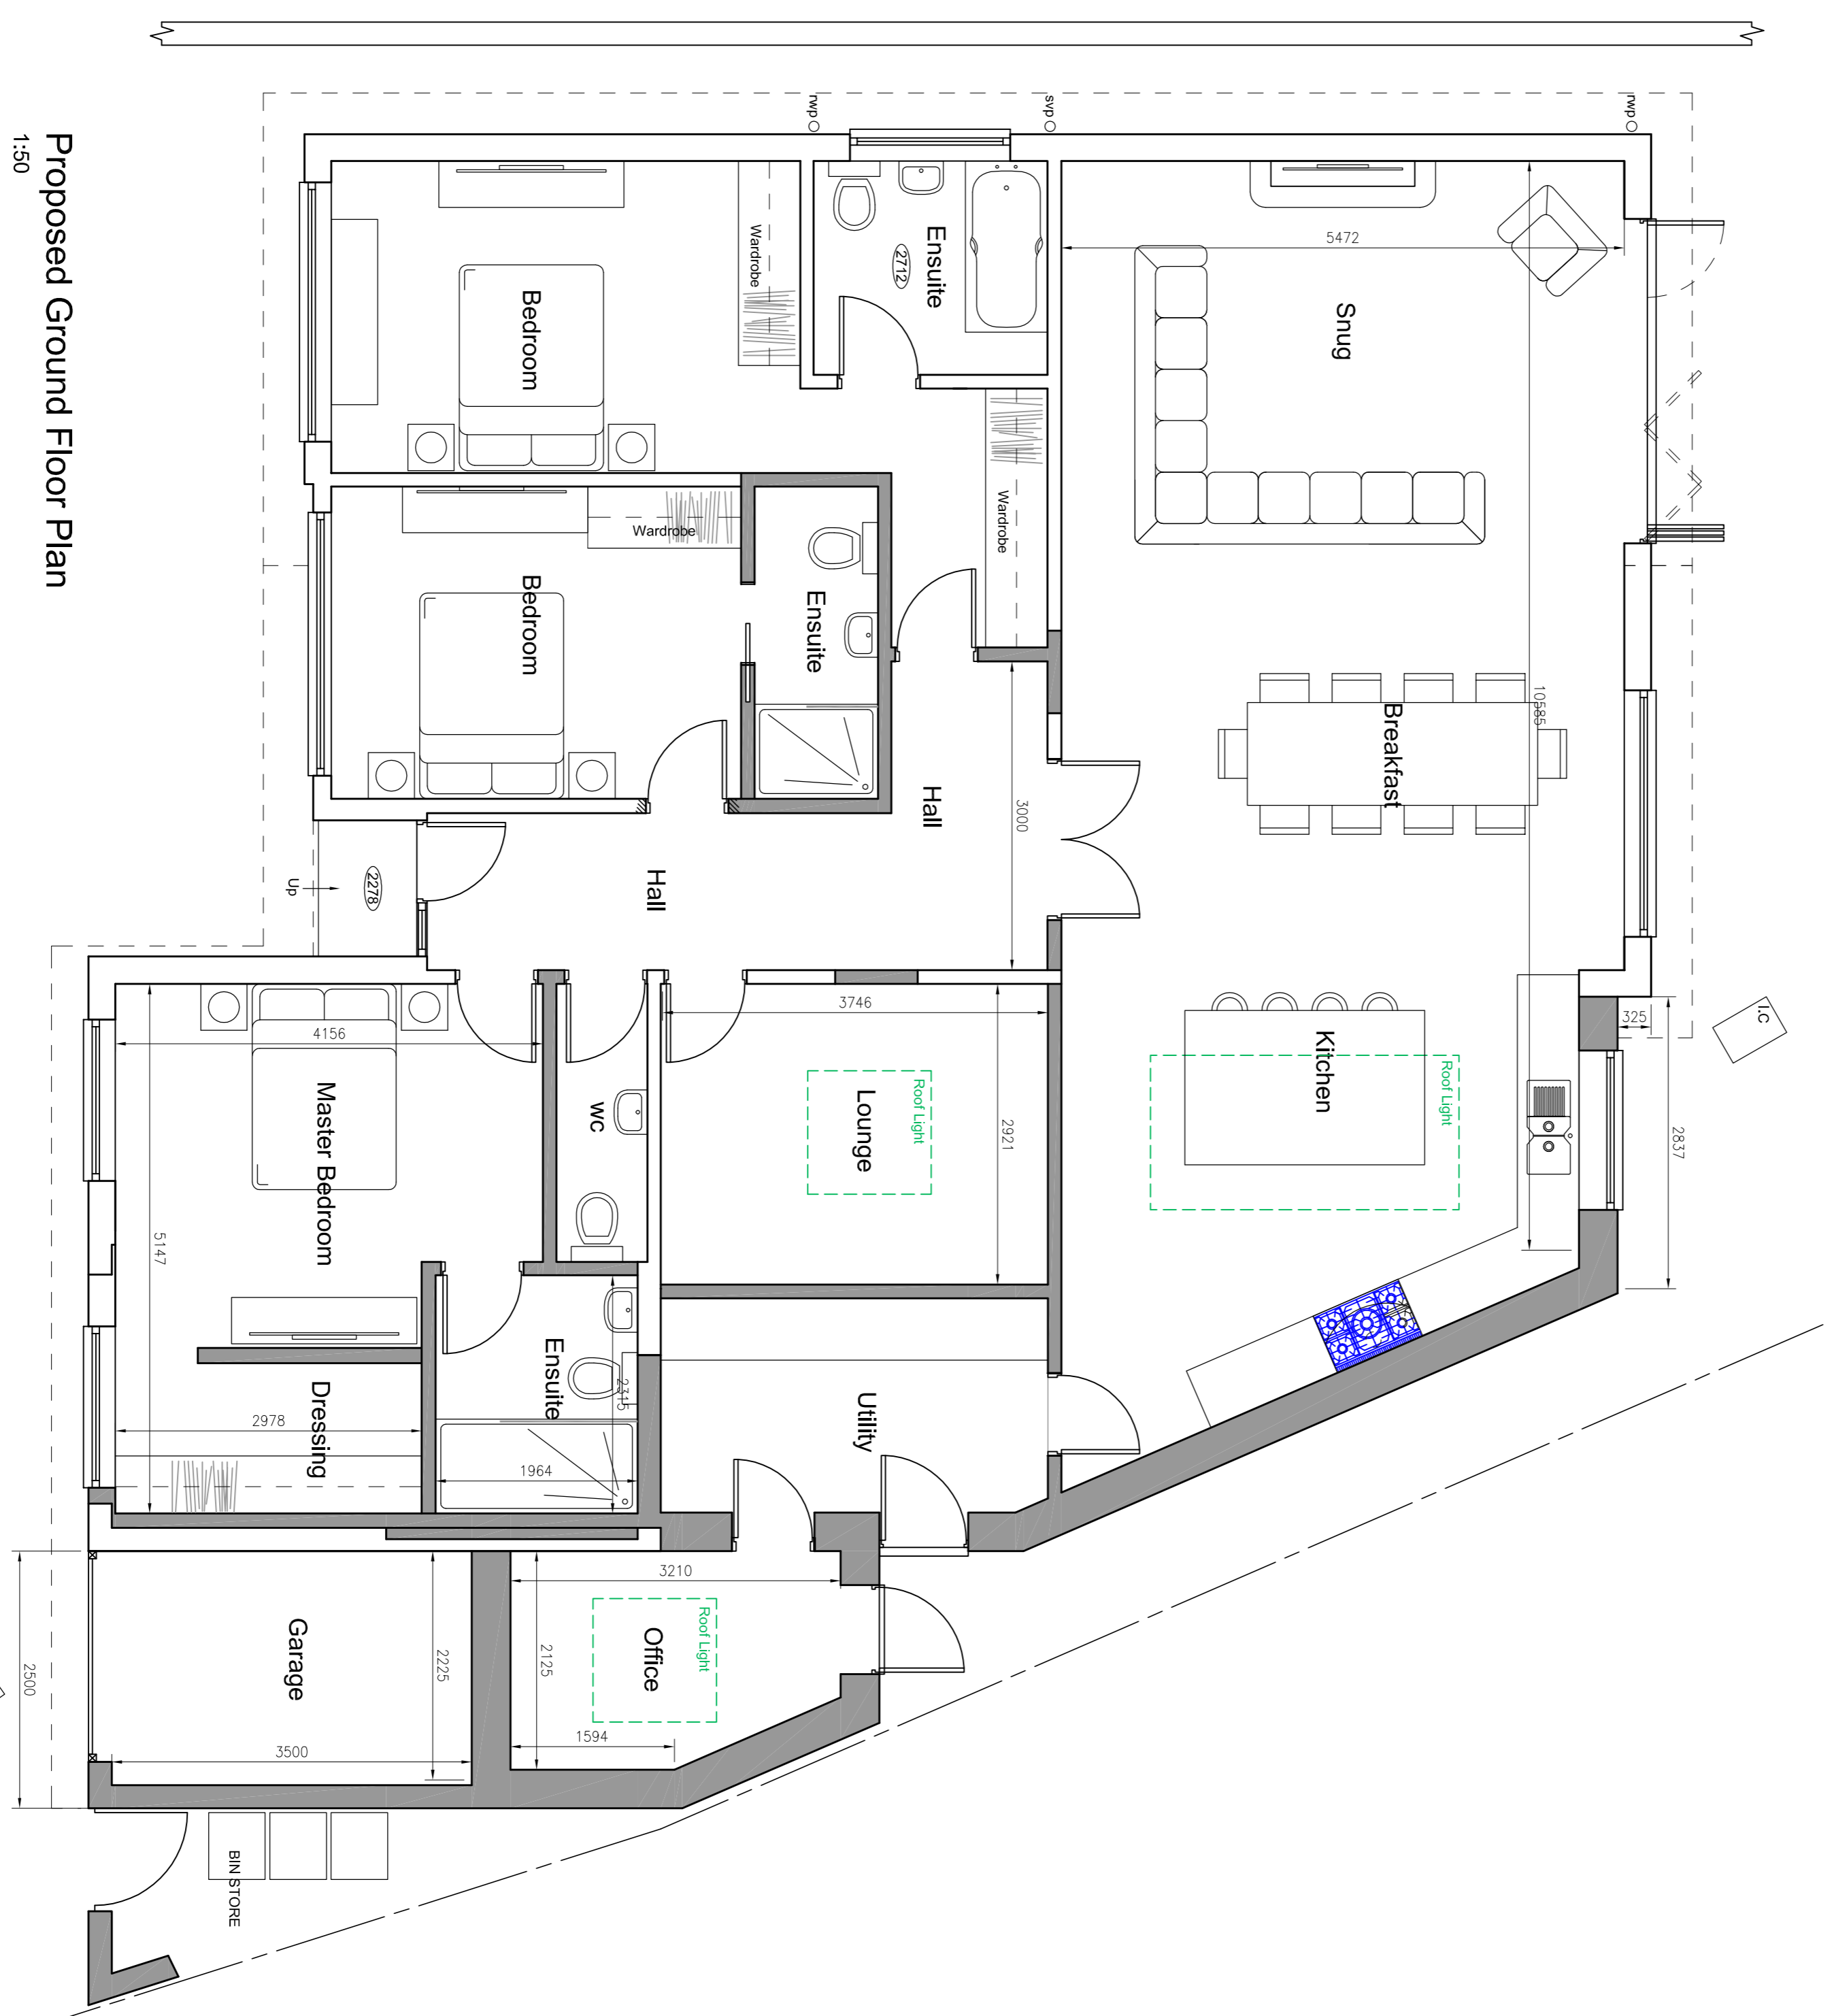 Proposed Ground Floor Plan
1:50
rwp
svp
rwp
Snug
5472
10585
Breakfast
Kitchen
Roof Light
325
2837
I.C
Ensuite
2712
Wardrobe
Bedroom
Wardrobe
Bedroom
Wardrobe
Ensuite
Hall
3000
Hall
2278
Up
Lounge
Roof Light
3746
2921
wc
Master Bedroom
4156
5147
Ensuite
2315
1964
Dressing
2978
Utility
Office
Roof Light
3210
2125
1594
Garage
2225
3500
2500
BIN STORE